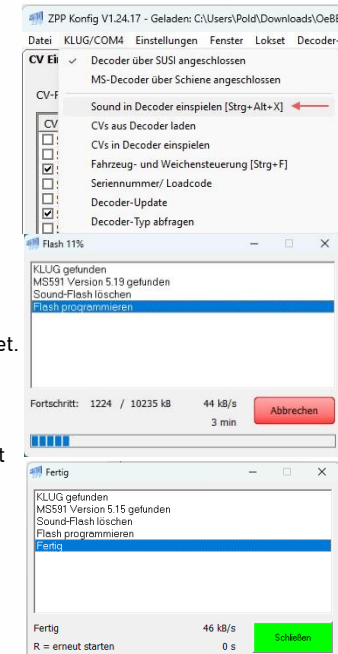 ZPP Konfig V1.24.17 - Geladen: C:\Users\Pold\Downloads\OeBB
Datei KLUG/COM4 Einstellungen Fenster Lokset Decoder-
CV Ei
✓ Decoder über SUSI angeschlossen
MS-Decoder über Schiene angeschlossen
CV-F
Sound in Decoder einspielen [Strg+Alt+X]
CV
CVs aus Decoder laden
CVs in Decoder einspielen
Fahrzeug- und Weichensteuerung [Strg+F]
Seriennummer/ Loadcode
Decoder-Update
Decoder-Typ abfragen
Flash 11%
KLUG gefunden
MS591 Version 5.19 gefunden
Sound-Flash löschen
Flash programmieren
et.
Fortschritt: 1224 / 10235 kB 44 kB/s
Abbrechen
3 min
t
Fertig
KLUG gefunden
MS591 Version 5.15 gefunden
Sound-Flash löschen
Flash programmieren
Fertig
Fertig 46 kB/s
Schließen
R = erneut starten 0 s